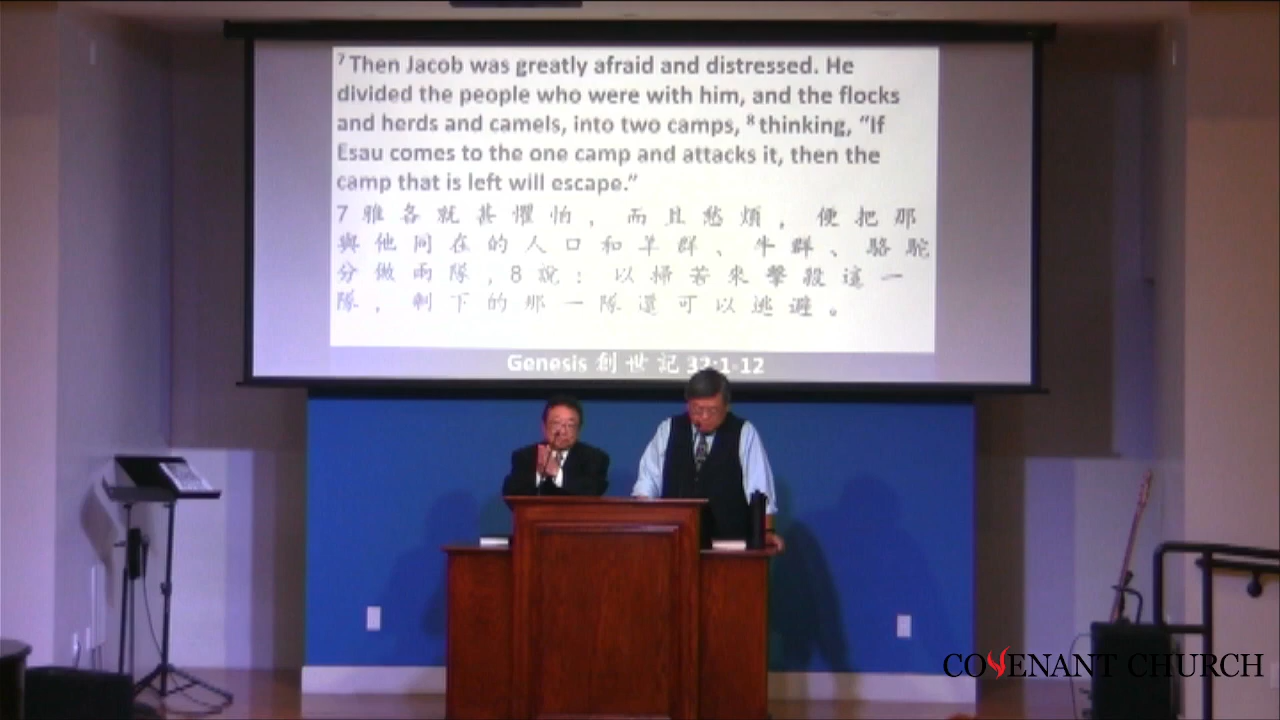 ⁷ Then Jacob was greatly afraid and distressed. He
divided the people who were with him, and the flocks
and herds and camels, into two camps, ⁸ thinking, “If
Esau comes to the one camp and attacks it, then the
camp that is left will escape.”
7 雅各就甚懼怕，而且愁煩，便把那
與他同在的人口和羊群、牛群、駱駝
分做兩隊，8 說：以掃若來擊殺這一
隊，剩下的那一隊還可以逃避。
Genesis 創世記 32:1-12
COVENANT CHURCH